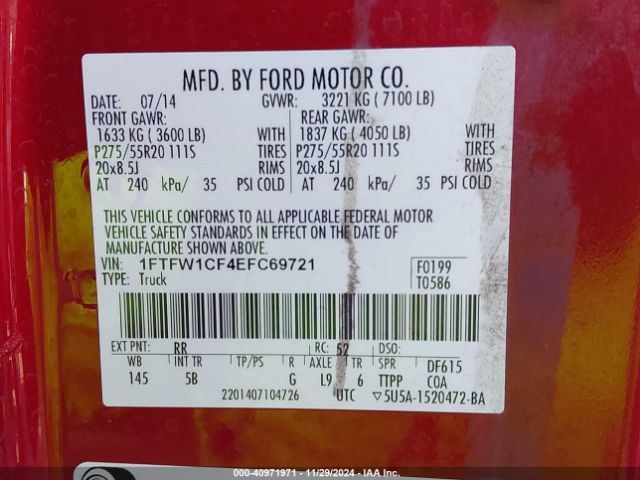 MFD. BY FORD MOTOR CO.
DATE: 07/14 GVWR: 3221 KG ( 7100 LB)
FRONT GAWR: REAR GAWR:
1633 KG ( 3600 LB) WITH 1837 KG ( 4050 LB) WITH
P275/55R20 111S TIRES P275/55R20 111S TIRES
20x8.5J RIMS 20x8.5J RIMS
AT 240 kPa/ 35 PSI COLD AT 240 kPa/ 35 PSI COLD
THIS VEHICLE CONFORMS TO ALL APPLICABLE FEDERAL MOTOR
VEHICLE SAFETY STANDARDS IN EFFECT ON THE DATE OF
MANUFACTURE SHOWN ABOVE.
VIN: 1FTFW1CF4EFC69721 F0199
TYPE: Truck T0586
EXT PNT: RR RC: 52 DSO:
WB INT TR TP/PS R AXLE TR SPR DF615
145 5B G L9 6 TTPP COA
2201407104726 UTC ▽5U5A-1520472-BA
000-40971971 - 11/29/2024 - IAA Inc.